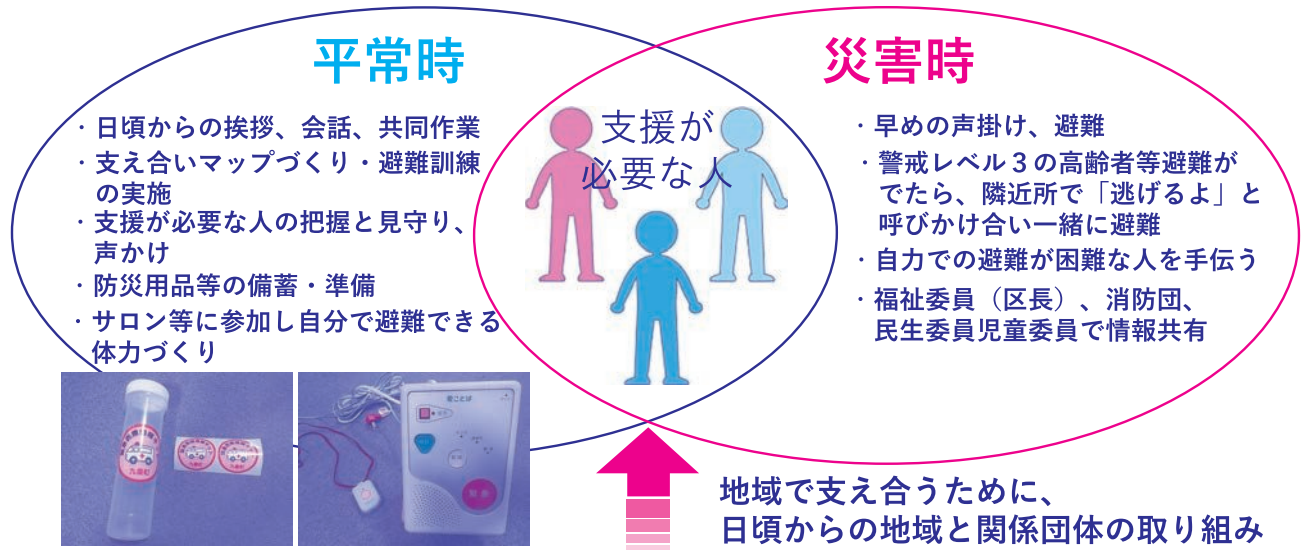 平常時
・日頃からの挨拶、会話、共同作業
・支え合いマップづくり・避難訓練
の実施
・支援が必要な人の把握と見守り、
声かけ
・防災用品等の備蓄・準備
・サロン等に参加し自分で避難できる
体力づくり
支援が
必要な人
災害時
・早めの声掛け、避難
・警戒レベル３の高齢者等避難が
でたら、隣近所で「逃げるよ」と
呼びかけ合い一緒に避難
・自力での避難が困難な人を手伝う
・福祉委員（区長）、消防団、
民生委員児童委員で情報共有
緊急
地域で支え合うために、
日頃からの地域と関係団体の取り組み